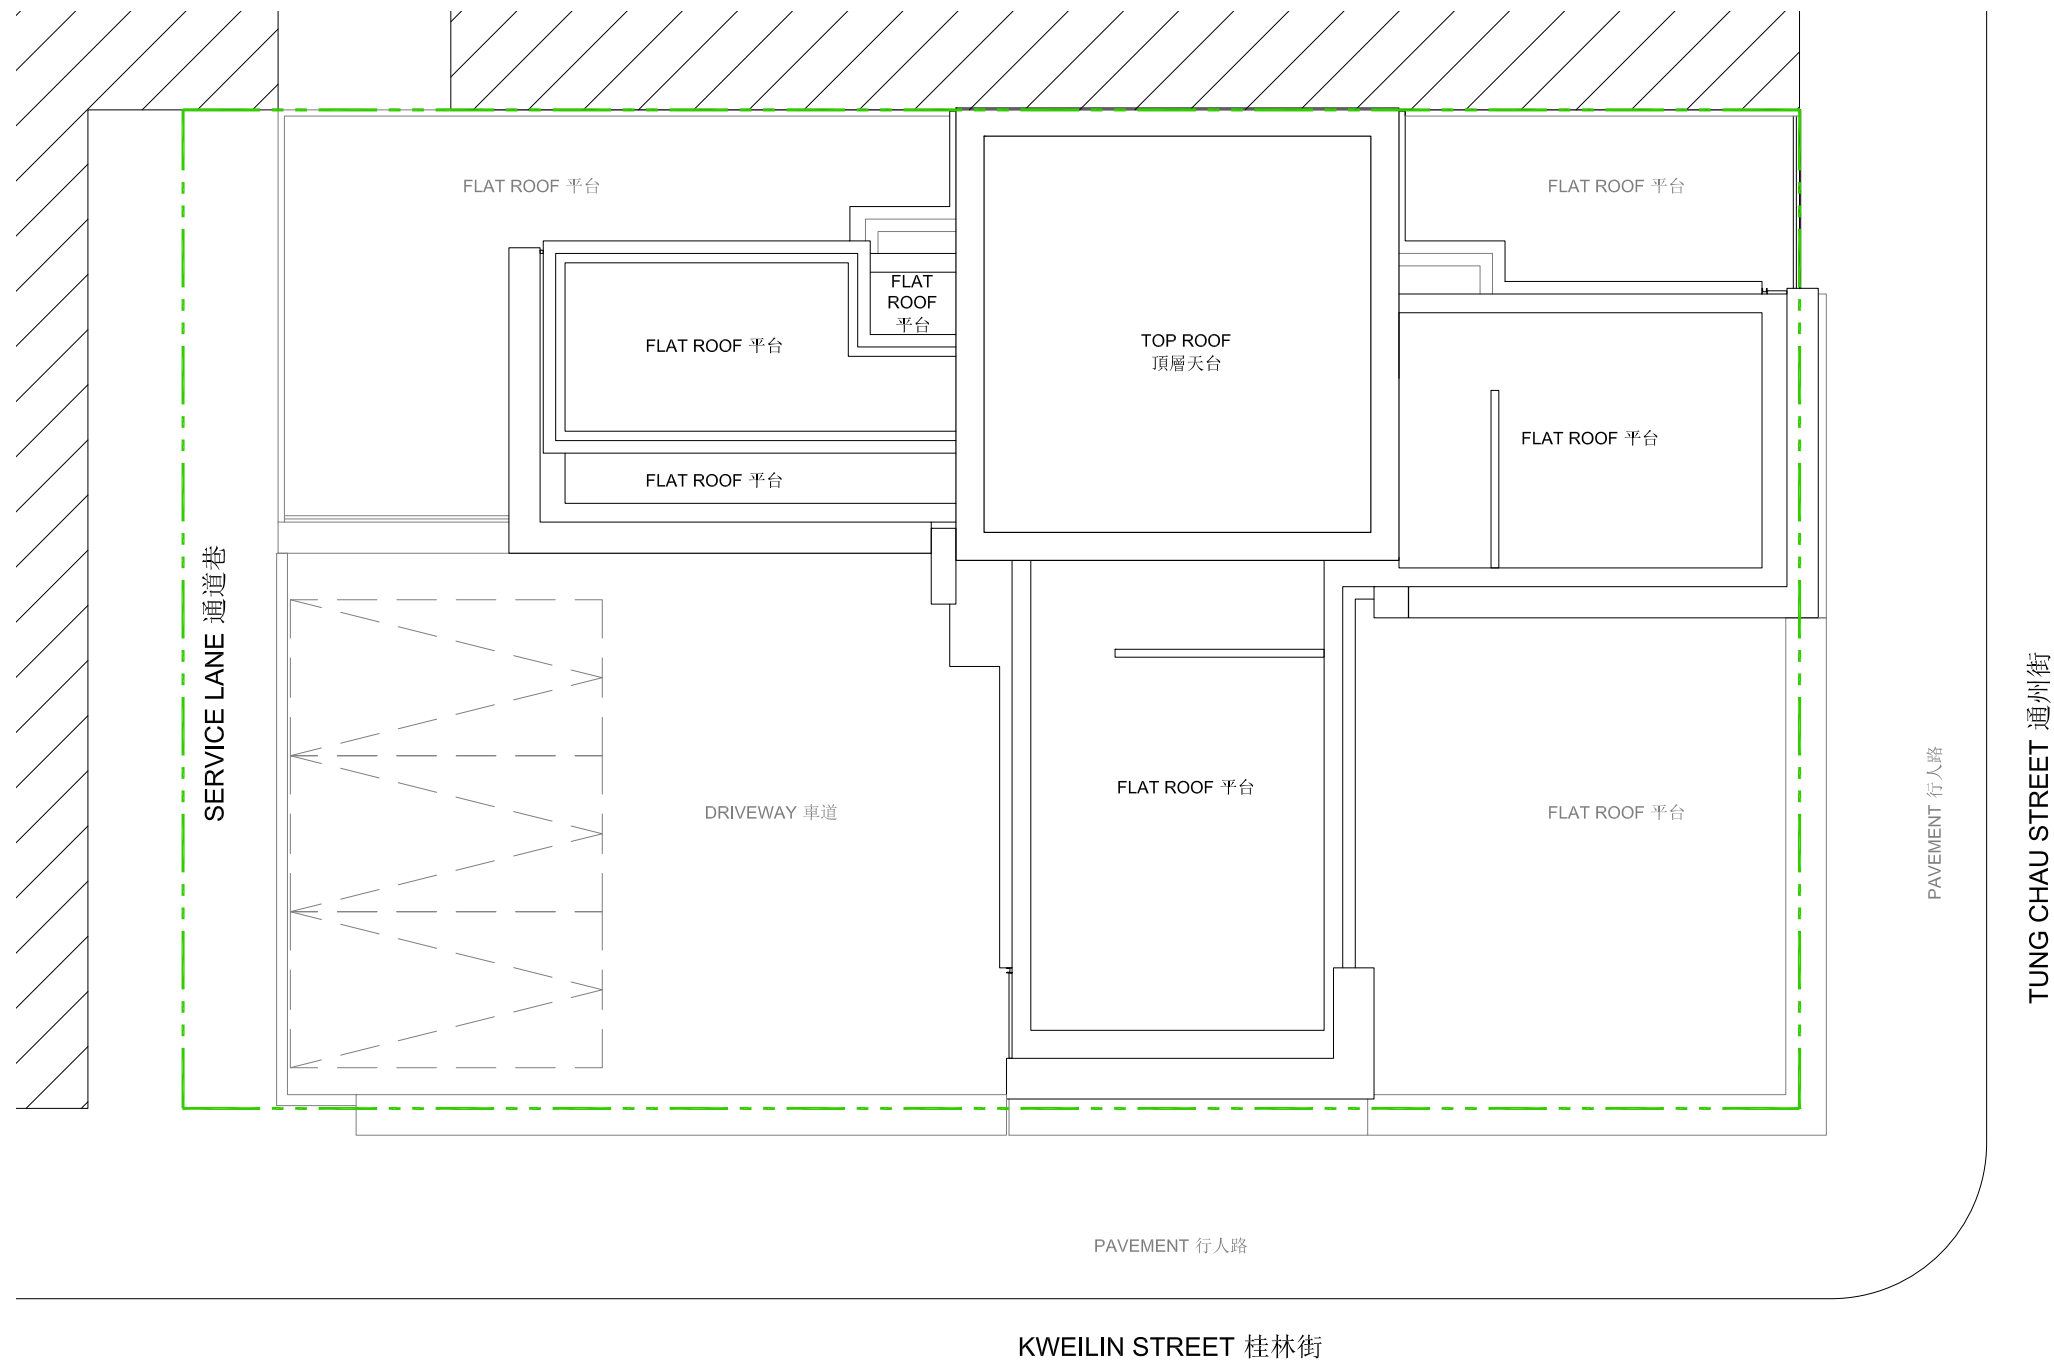 FLAT ROOF 平台
FLAT ROOF 平台
FLAT
ROOF
平台
FLAT ROOF 平台
TOP ROOF
頂層天台
FLAT ROOF 平台
FLAT ROOF 平台
SERVICE LANE 通道巷
FLAT ROOF 平台
DRIVEWAY 車道
FLAT ROOF 平台
PAVEMENT 行人路
TUNG CHAU STREET 通州街
PAVEMENT 行人路
KWEILIN STREET 桂林街